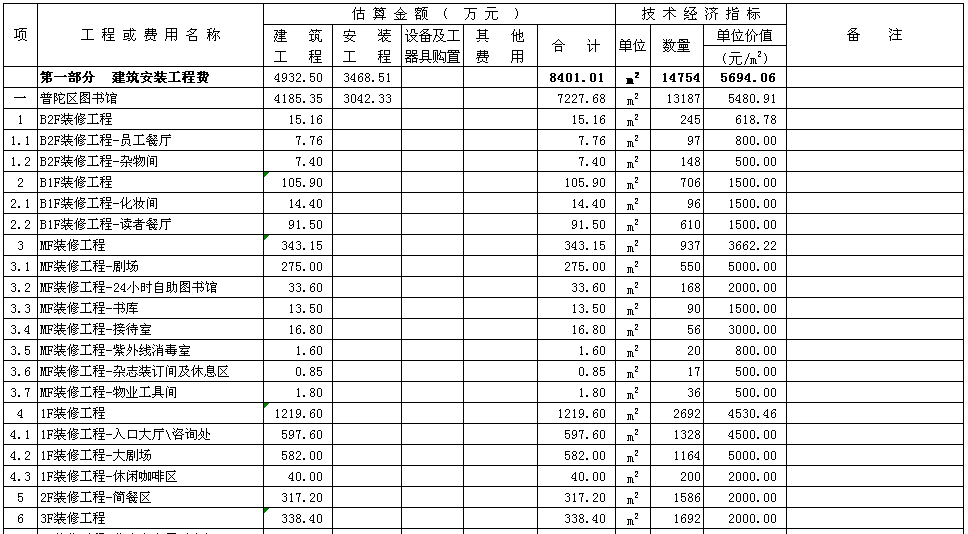 项 工程或费用名称 估算金额(万元) 技术经济指标 备注
建筑工程 安装工程 设备及工器具购置 其他费用 合计 单位 数量 单位价值(元/m²)
第一部分 建筑安装工程费 4932.50 3468.51 8401.01 m² 14754 5694.06
一 普陀区图书馆 4185.35 3042.33 7227.68 m² 13187 5480.91
1 B2F装修工程 15.16 15.16 m² 245 618.78
1.1 B2F装修工程-员工餐厅 7.76 7.76 m² 97 800.00
1.2 B2F装修工程-杂物间 7.40 7.40 m² 148 500.00
2 B1F装修工程 105.90 105.90 m² 706 1500.00
2.1 B1F装修工程-化妆间 14.40 14.40 m² 96 1500.00
2.2 B1F装修工程-读者餐厅 91.50 91.50 m² 610 1500.00
3 MF装修工程 343.15 343.15 m² 937 3662.22
3.1 MF装修工程-剧场 275.00 275.00 m² 550 5000.00
3.2 MF装修工程-24小时自助图书馆 33.60 33.60 m² 168 2000.00
3.3 MF装修工程-书库 13.50 13.50 m² 90 1500.00
3.4 MF装修工程-接待室 16.80 16.80 m² 56 3000.00
3.5 MF装修工程-紫外线消毒室 1.60 1.60 m² 20 800.00
3.6 MF装修工程-杂志装订间及休息区 0.85 0.85 m² 17 500.00
3.7 MF装修工程-物业工具间 1.80 1.80 m² 36 500.00
4 1F装修工程 1219.60 1219.60 m² 2692 4530.46
4.1 1F装修工程-入口大厅\咨询处 597.60 597.60 m² 1328 4500.00
4.2 1F装修工程-大剧场 582.00 582.00 m² 1164 5000.00
4.3 1F装修工程-休闲咖啡区 40.00 40.00 m² 200 2000.00
5 2F装修工程-简餐区 317.20 317.20 m² 1586 2000.00
6 3F装修工程 338.40 338.40 m² 1692 2000.00